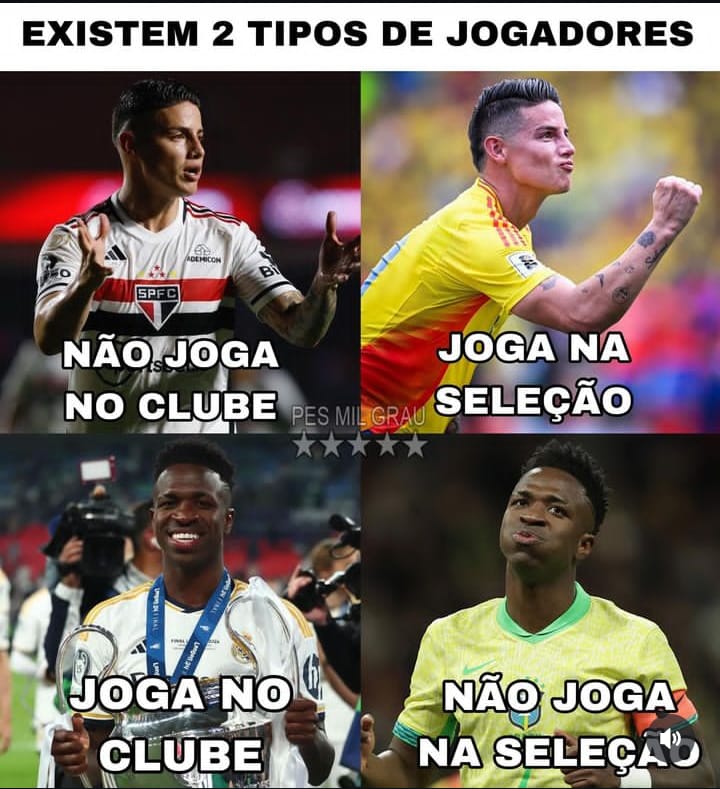 EXISTEM 2 TIPOS DE JOGADORES
SPFC
NÃO JOGA
NO CLUBE
JOGA NA
SELEÇÃO
PES MIL GRAU
JOGA NO
CLUBE
NÃO JOGA
NA SELEÇÃO